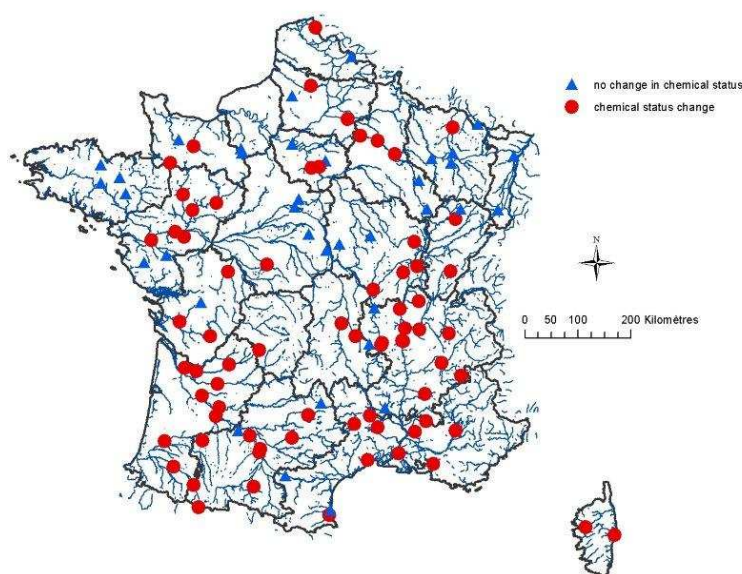 no change in chemical status
chemical status change
N
0 50 100 200 Kilomètres